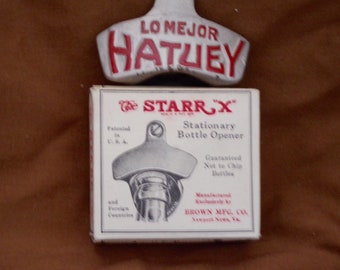 LO MEJOR
HATUEY
The STARR "X"
Stationary
Bottle Opener
Patented
in
U. S. A.
Guaranteed
Not to Chip
Bottles
and
Foreign
Countries
Manufactured
Exclusively by
BROWN MFG. CO.
Newport News, Va.